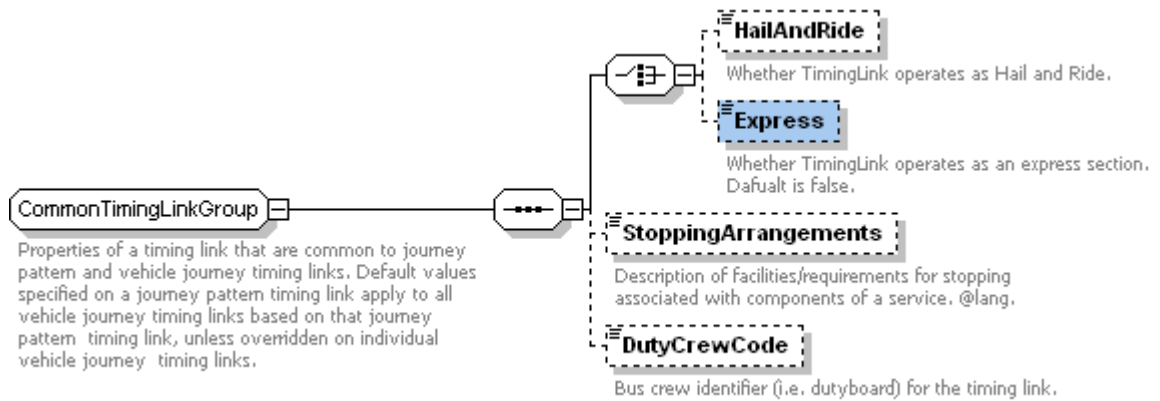 HailAndRide
Whether TimingLink operates as Hail and Ride.
Express
Whether TimingLink operates as an express section.
Dafualt is false.
CommonTimingLinkGroup
Properties of a timing link that are common to journey
pattern and vehicle journey timing links. Default values
specified on a journey pattern timing link apply to all
vehicle journey timing links based on that journey
pattern timing link, unless overridden on individual
vehicle journey timing links.
StoppingArrangements
Description of facilities/requirements for stopping
associated with components of a service. @lang.
DutyCrewCode
Bus crew identifier (i.e. dutyboard) for the timing link.